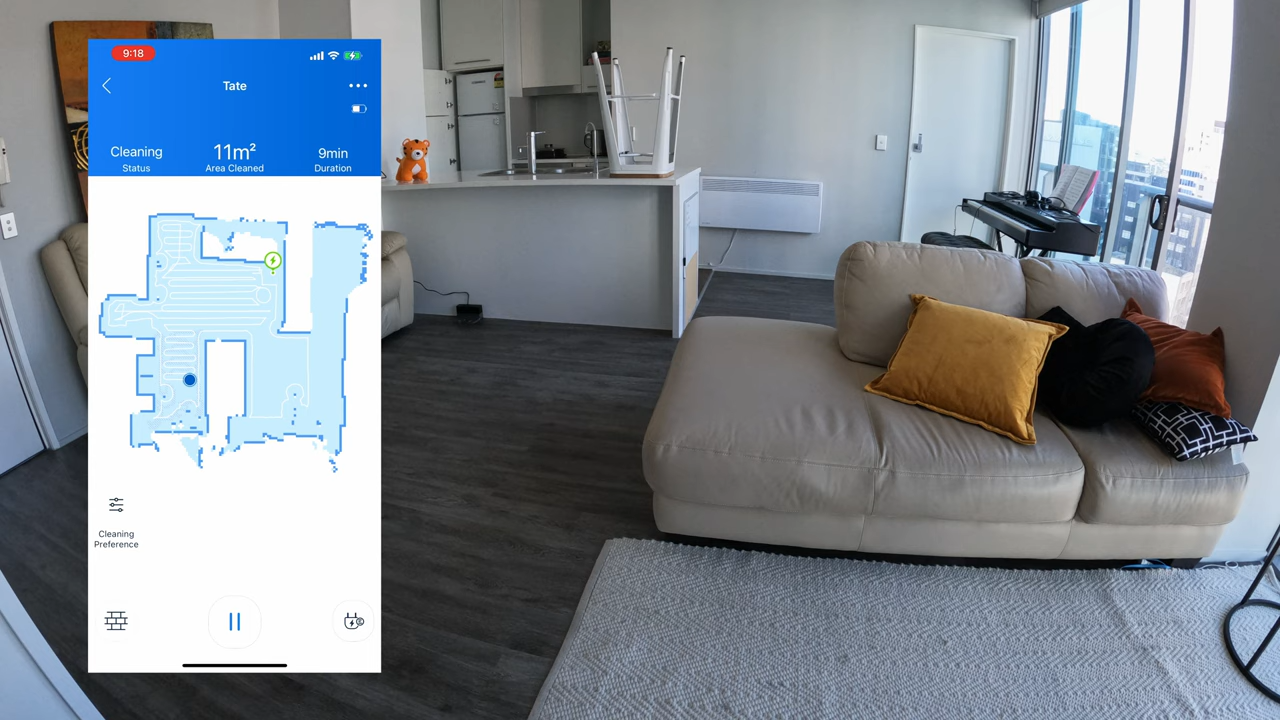 9:18
Tate
Cleaning
Status
11m²
Area Cleaned
9min
Duration
Cleaning
Preference